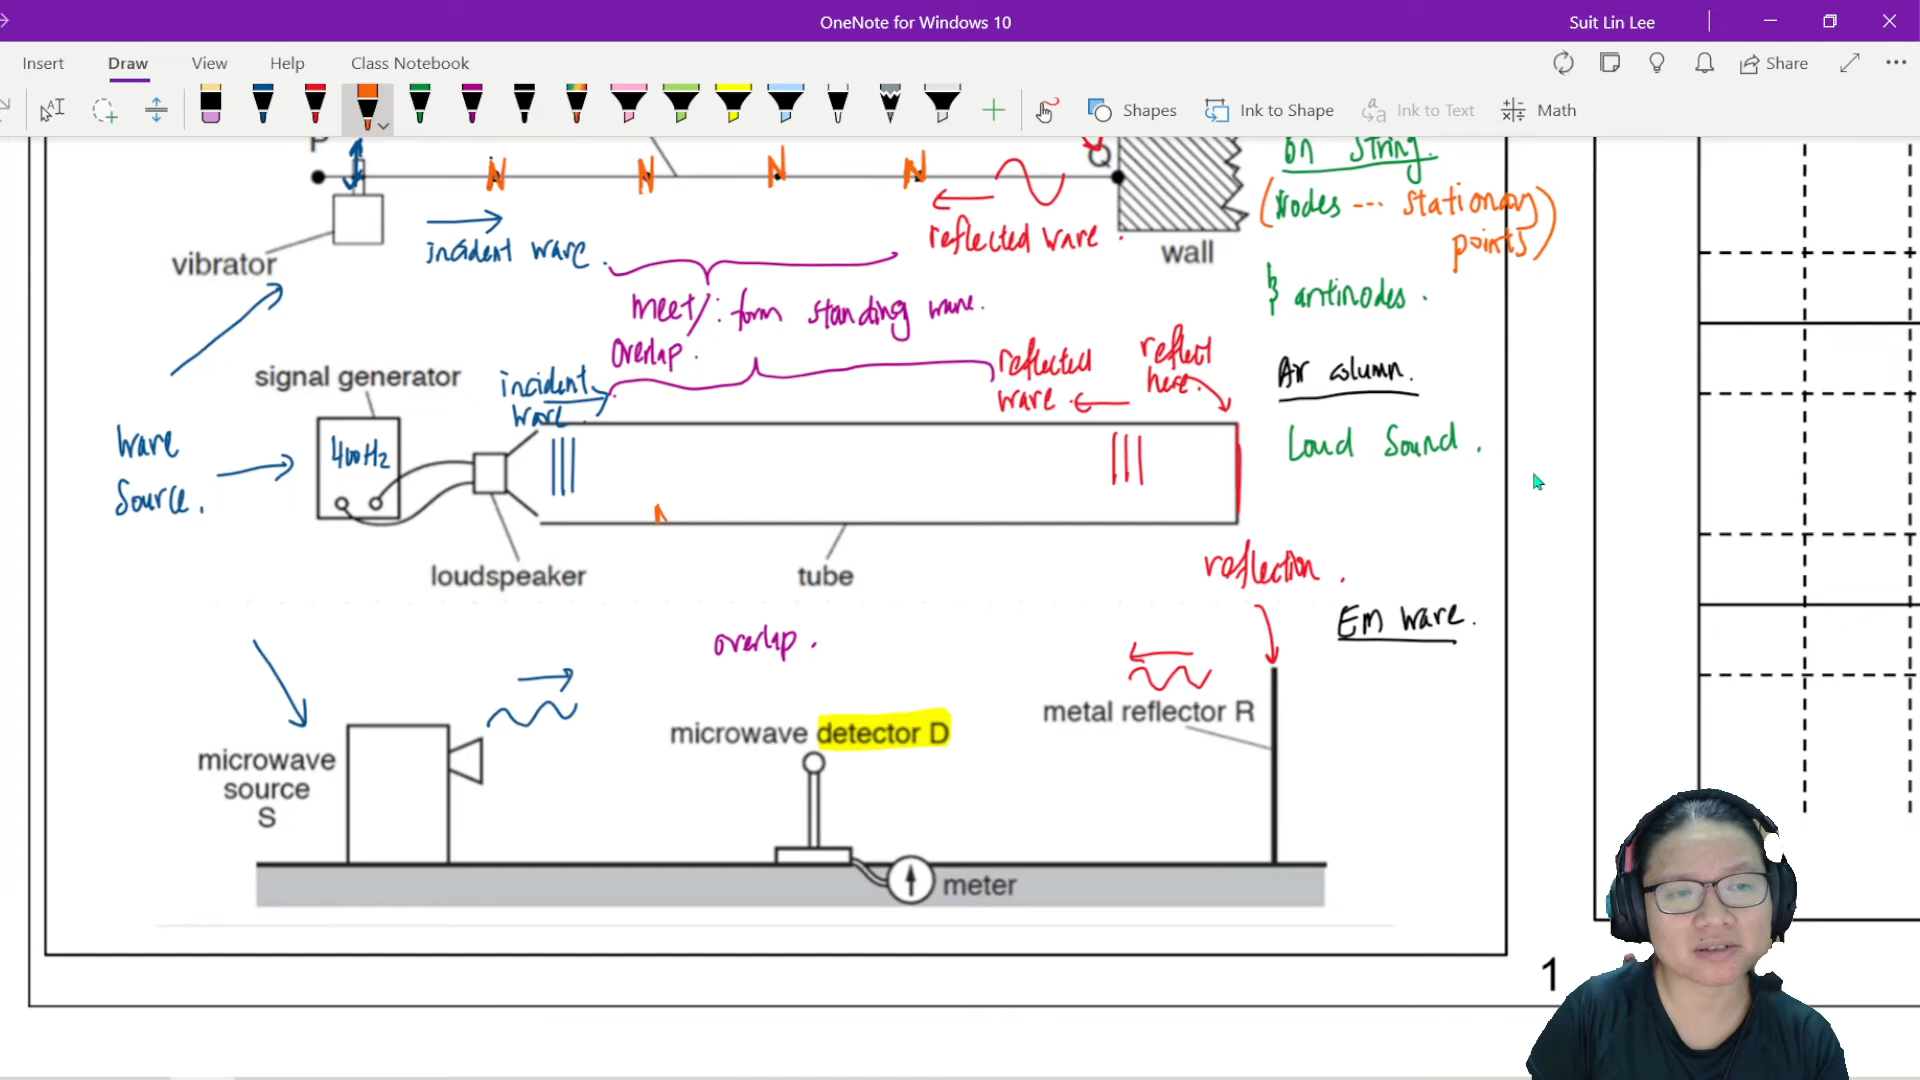 OneNote for Windows 10
Suit Lin Lee
Insert
Draw
View
Help
Class Notebook
Share
Shapes
Ink to Shape
Ink to Text
Math
P
N
N
N
N
Q
on string.
(Nodes --- stationary
points)
& antinodes.
vibrator
incident wave.
reflected wave.
wall
meet/ ∴ form standing wave.
overlap.
signal generator
incident
wave.
reflected
wave.
reflect
here.
Air column.
Loud Sound.
Wave
Source.
400Hz
loudspeaker
tube
reflection.
EM wave.
overlap.
microwave
source
S
microwave detector D
metal reflector R
meter
1